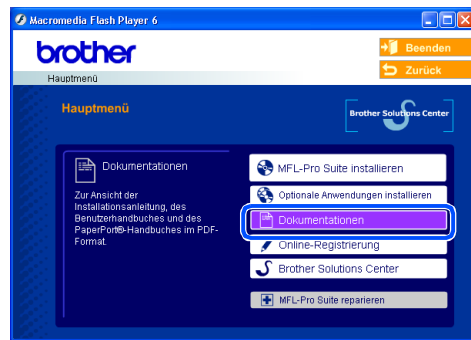 Macromedia Flash Player 6
brother
Beenden
Zurück
Hauptmenü
Hauptmenü
Brother Solutions Center
Dokumentationen
Zur Ansicht der
Installationsanleitung, des
Benutzerhandbuches und des
PaperPort®-Handbuches im PDF-
Format.
MFL-Pro Suite installieren
Optionale Anwendungen installieren
Dokumentationen
Online-Registrierung
Brother Solutions Center
MFL-Pro Suite reparieren